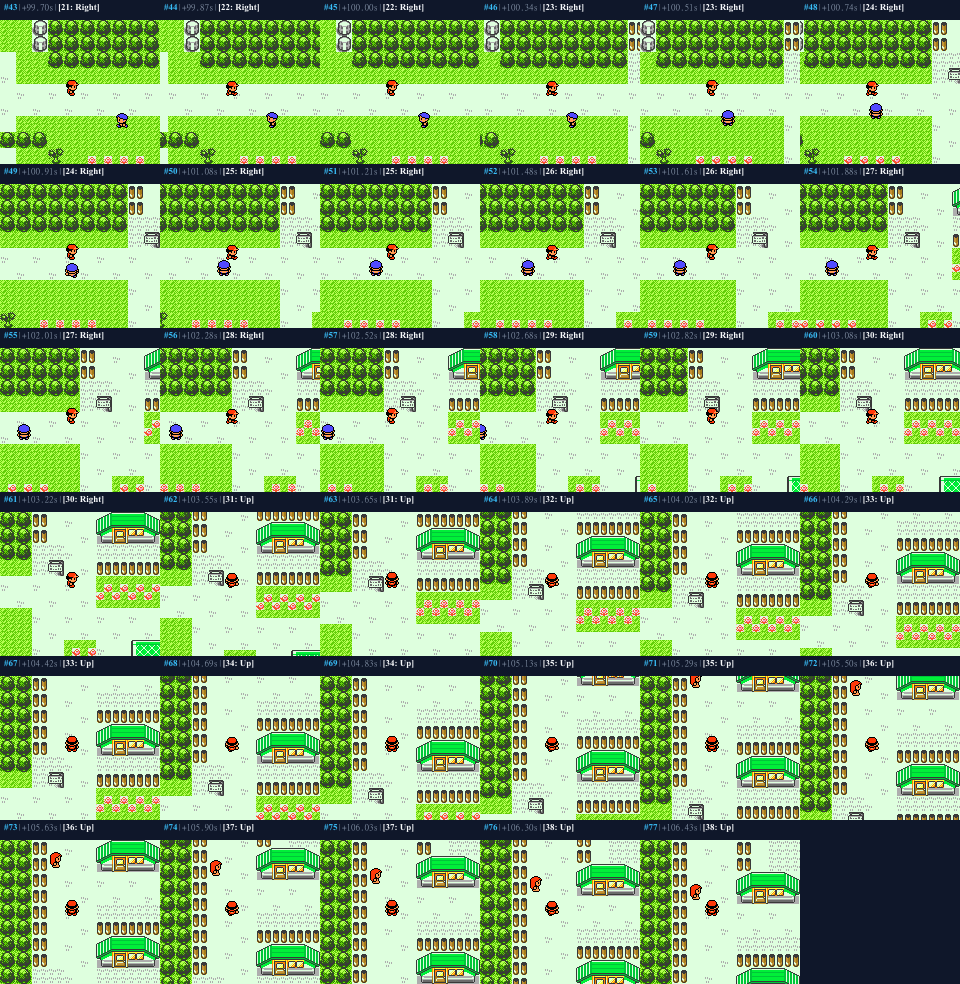 #43|+99.70s|[21: Right] #44|+99.87s|[22: Right] #45|+100.00s|[22: Right] #46|+100.34s|[23: Right] #47|+100.51s|[23: Right] #48|+100.74s|[24: Right]
#49|+100.91s|[24: Right] #50|+101.08s|[25: Right] #51|+101.21s|[25: Right] #52|+101.48s|[26: Right] #53|+101.61s|[26: Right] #54|+101.88s|[27: Right]
#55|+102.01s|[27: Right] #56|+102.28s|[28: Right] #57|+102.52s|[28: Right] #58|+102.68s|[29: Right] #59|+102.82s|[29: Right] #60|+103.08s|[30: Right]
#61|+103.22s|[30: Right] #62|+103.55s|[31: Up] #63|+103.65s|[31: Up] #64|+103.89s|[32: Up] #65|+104.02s|[32: Up] #66|+104.29s|[33: Up]
#67|+104.42s|[33: Up] #68|+104.69s|[34: Up] #69|+104.83s|[34: Up] #70|+105.13s|[35: Up] #71|+105.29s|[35: Up] #72|+105.50s|[36: Up]
#73|+105.63s|[36: Up] #74|+105.90s|[37: Up] #75|+106.03s|[37: Up] #76|+106.30s|[38: Up] #77|+106.43s|[38: Up]